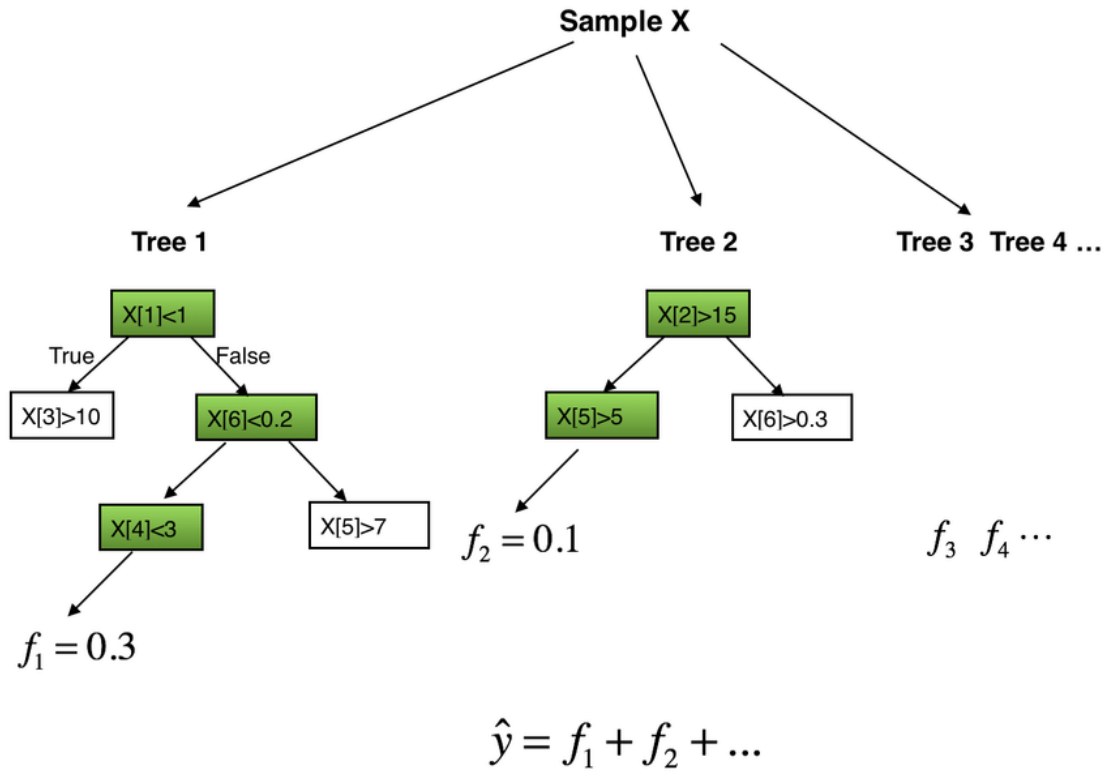 Sample X
Tree 1
Tree 2
Tree 3 Tree 4 ...
X[1]<1
X[2]>15
True
False
X[3]>10
X[6]<0.2
X[5]>5
X[6]>0.3
X[4]<3
X[5]>7
f₂ = 0.1
f₃ f₄ ⋯
f₁ = 0.3
ŷ = f₁ + f₂ + ...